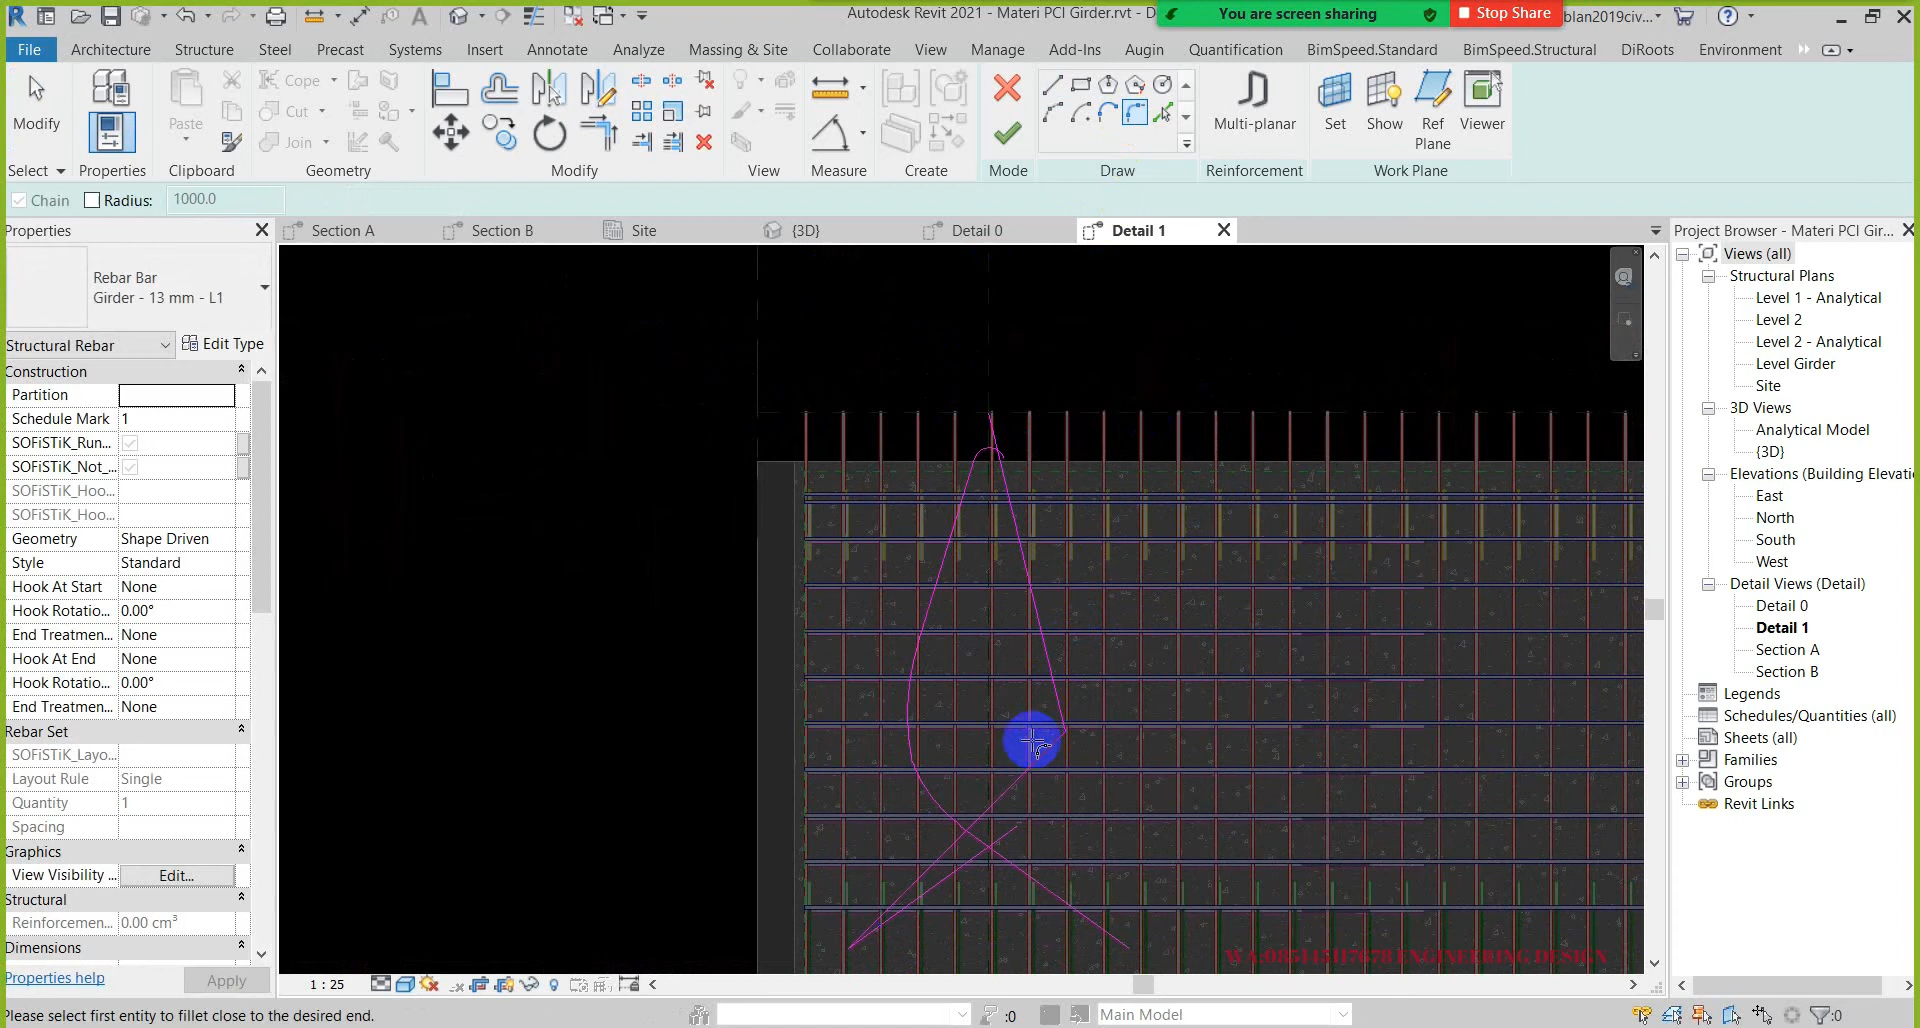 Autodesk Revit 2021 - Materi PCI Girder.rvt - D
You are screen sharing
Stop Share
blan2019civ...
File Architecture Structure Steel Precast Systems Insert Annotate Analyze Massing & Site Collaborate View Manage Add-Ins Augin Quantification BimSpeed.Standard BimSpeed.Structural DiRoots Environment
Modify
Paste
Cope
Cut
Join
Multi-planar
Set
Show
Ref
Plane
Viewer
Select Properties Clipboard Geometry Modify View Measure Create Mode Draw Reinforcement Work Plane
Chain Radius: 1000.0
Properties
Section A Section B Site {3D} Detail 0 Detail 1
Project Browser - Materi PCI Gir...
Rebar Bar
Girder - 13 mm - L1
Structural Rebar Edit Type
Construction
Partition
Schedule Mark 1
SOFiSTiK_Run...
SOFiSTiK_Not_...
SOFiSTiK_Hoo...
SOFiSTiK_Hoo...
Geometry Shape Driven
Style Standard
Hook At Start None
Hook Rotatio... 0.00°
End Treatmen... None
Hook At End None
Hook Rotatio... 0.00°
End Treatmen... None
Rebar Set
SOFiSTiK_Layo...
Layout Rule Single
Quantity 1
Spacing
Graphics
View Visibility ... Edit...
Structural
Reinforcemen... 0.00 cm³
Dimensions
Properties help Apply
Views (all)
Structural Plans
Level 1 - Analytical
Level 2
Level 2 - Analytical
Level Girder
Site
3D Views
Analytical Model
{3D}
Elevations (Building Elevati
East
North
South
West
Detail Views (Detail)
Detail 0
Detail 1
Section A
Section B
Legends
Schedules/Quantities (all)
Sheets (all)
Families
Groups
Revit Links
ENGINEERING DESIGN
1 : 25
Please select first entity to fillet close to the desired end.
:0
Main Model
:0